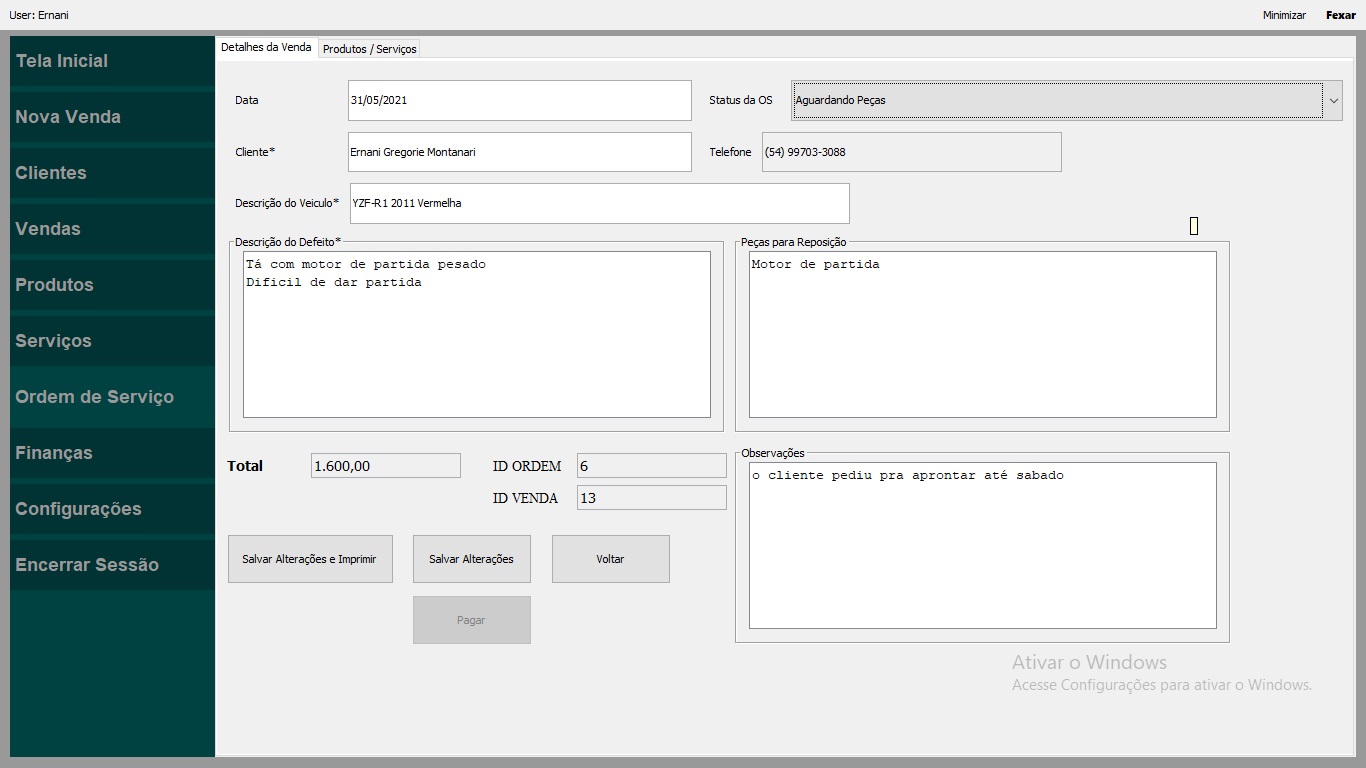 User: Ernani
Minimizar
Fexar
Tela Inicial
Nova Venda
Clientes
Vendas
Produtos
Serviços
Ordem de Serviço
Finanças
Configurações
Encerrar Sessão
Detalhes da Venda
Produtos / Serviços
Data
31/05/2021
Status da OS
Aguardando Peças
Cliente*
Ernani Gregorie Montanari
Telefone
(54) 99703-3088
Descrição do Veiculo*
YZF-R1 2011 Vermelha
Descrição do Defeito*
Tá com motor de partida pesado
Dificil de dar partida
Peças para Reposição
Motor de partida
Total
1.600,00
ID ORDEM
6
ID VENDA
13
Observações
o cliente pediu pra aprontar até sabado
Salvar Alterações e Imprimir
Salvar Alterações
Voltar
Pagar
Ativar o Windows
Acesse Configurações para ativar o Windows.